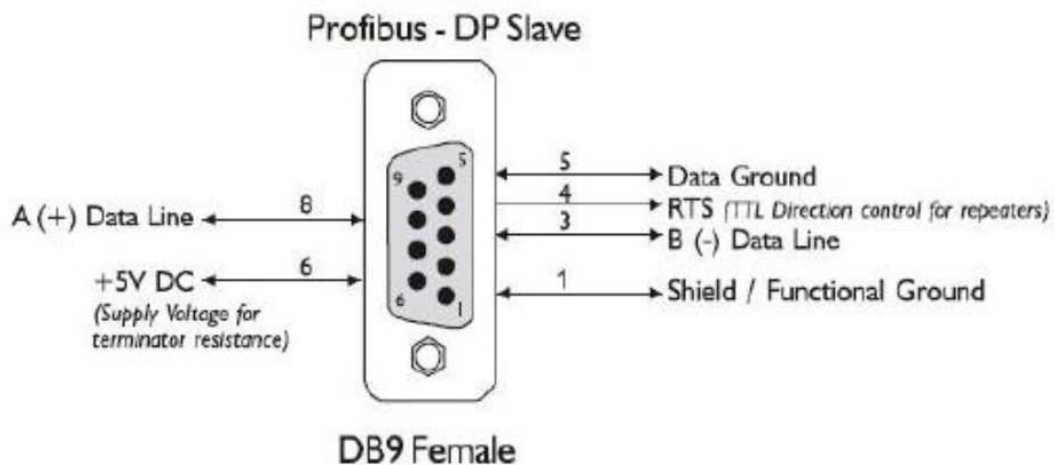 Profibus - DP Slave
5
9
6
1
A (+) Data Line
8
+5V DC
6
(Supply Voltage for
terminator resistance)
5
Data Ground
4
RTS (TTL Direction control for repeaters)
3
B (-) Data Line
1
Shield / Functional Ground
DB9 Female